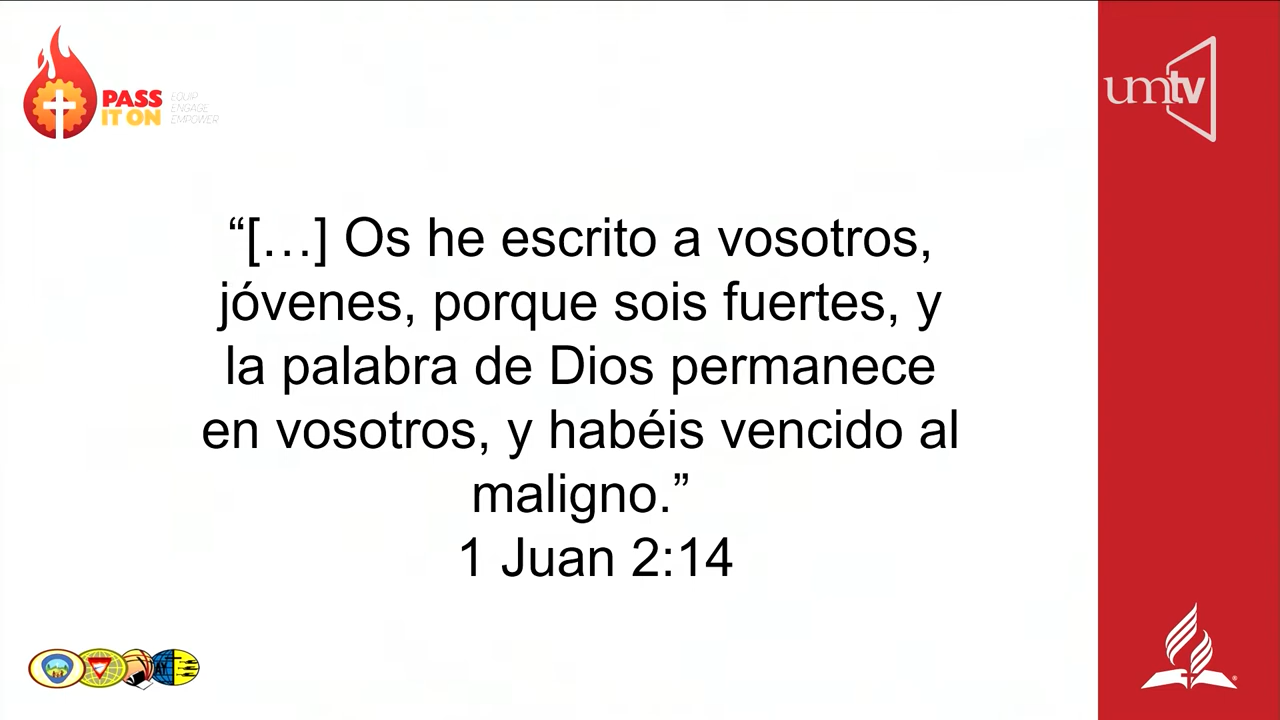 PASS
IT ON
EQUIP
ENGAGE
EMPOWER
umtv
“[…] Os he escrito a vosotros,
jóvenes, porque sois fuertes, y
la palabra de Dios permanece
en vosotros, y habéis vencido al
maligno.”
1 Juan 2:14
AY